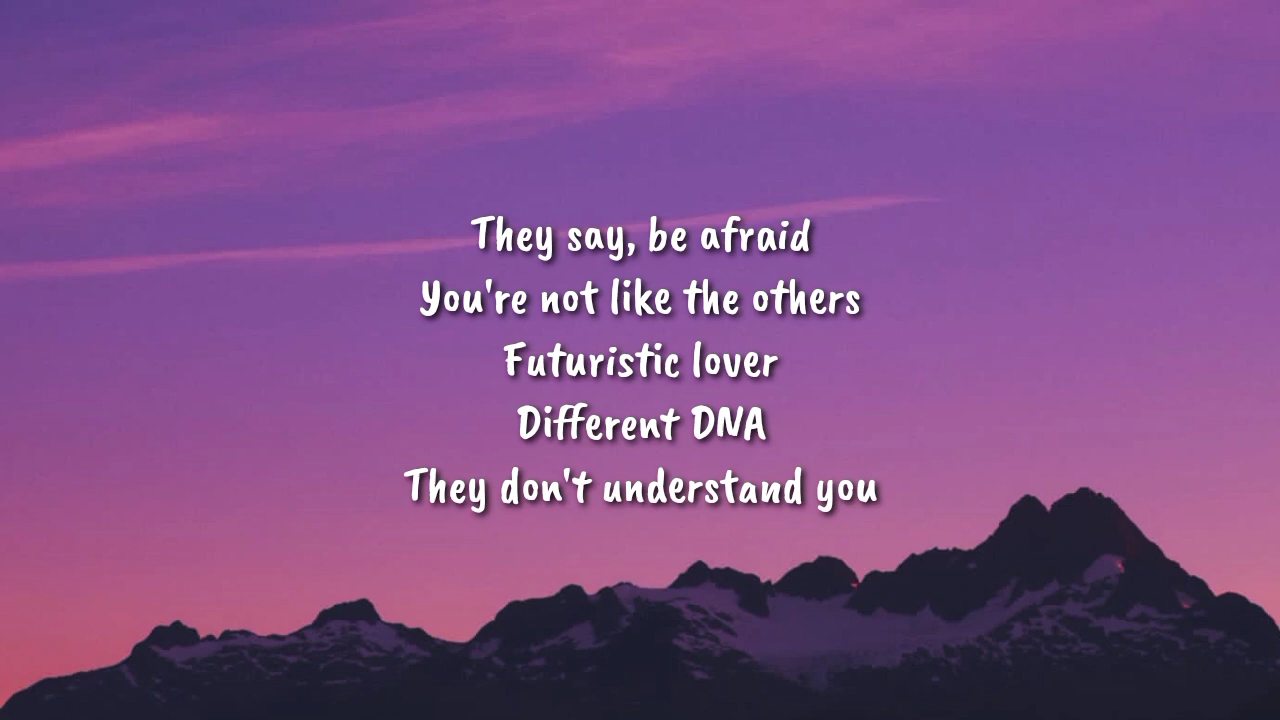 They say, be afraid
You're not like the others
Futuristic lover
Different DNA
They don't understand you